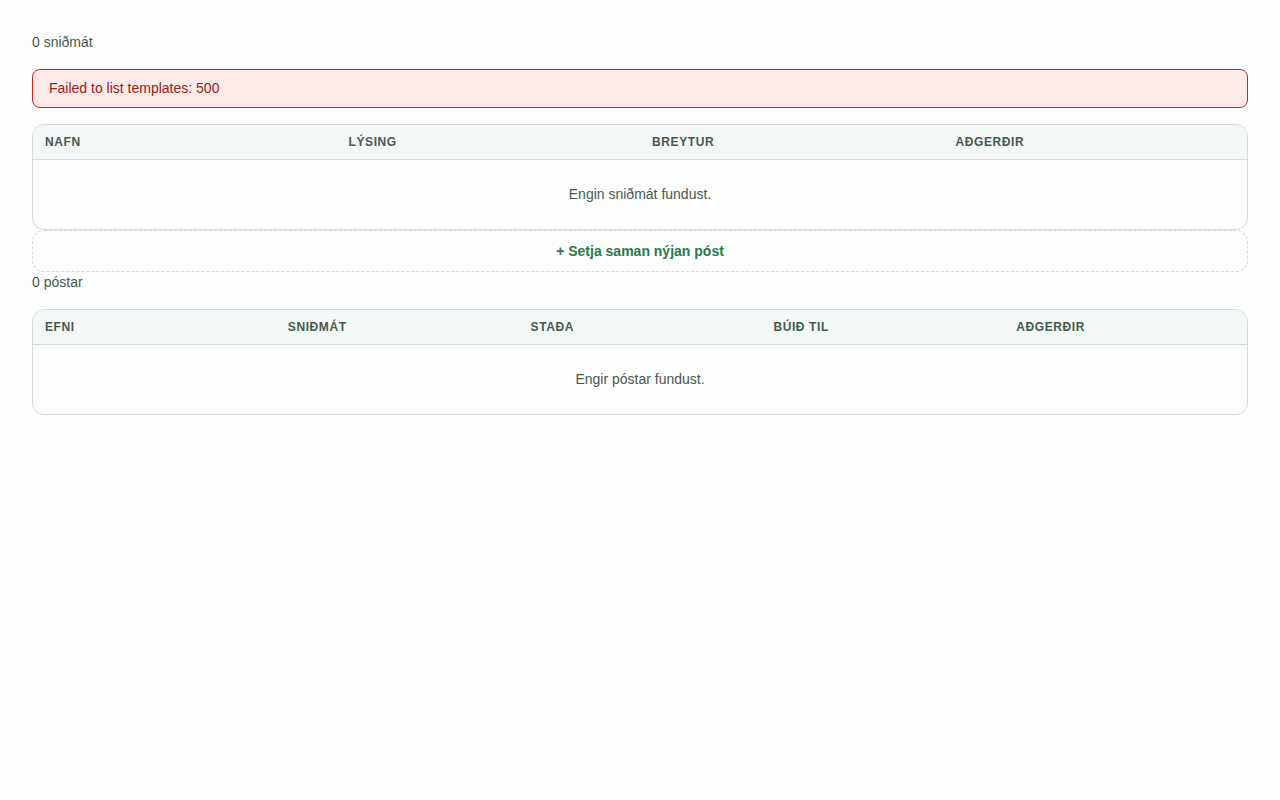 0 sniðmát
Failed to list templates: 500
NAFN LÝSING BREYTUR AÐGERÐIR
Engin sniðmát fundust.
+ Setja saman nýjan póst
0 póstar
EFNI SNIÐMÁT STAÐA BÚIÐ TIL AÐGERÐIR
Engir póstar fundust.